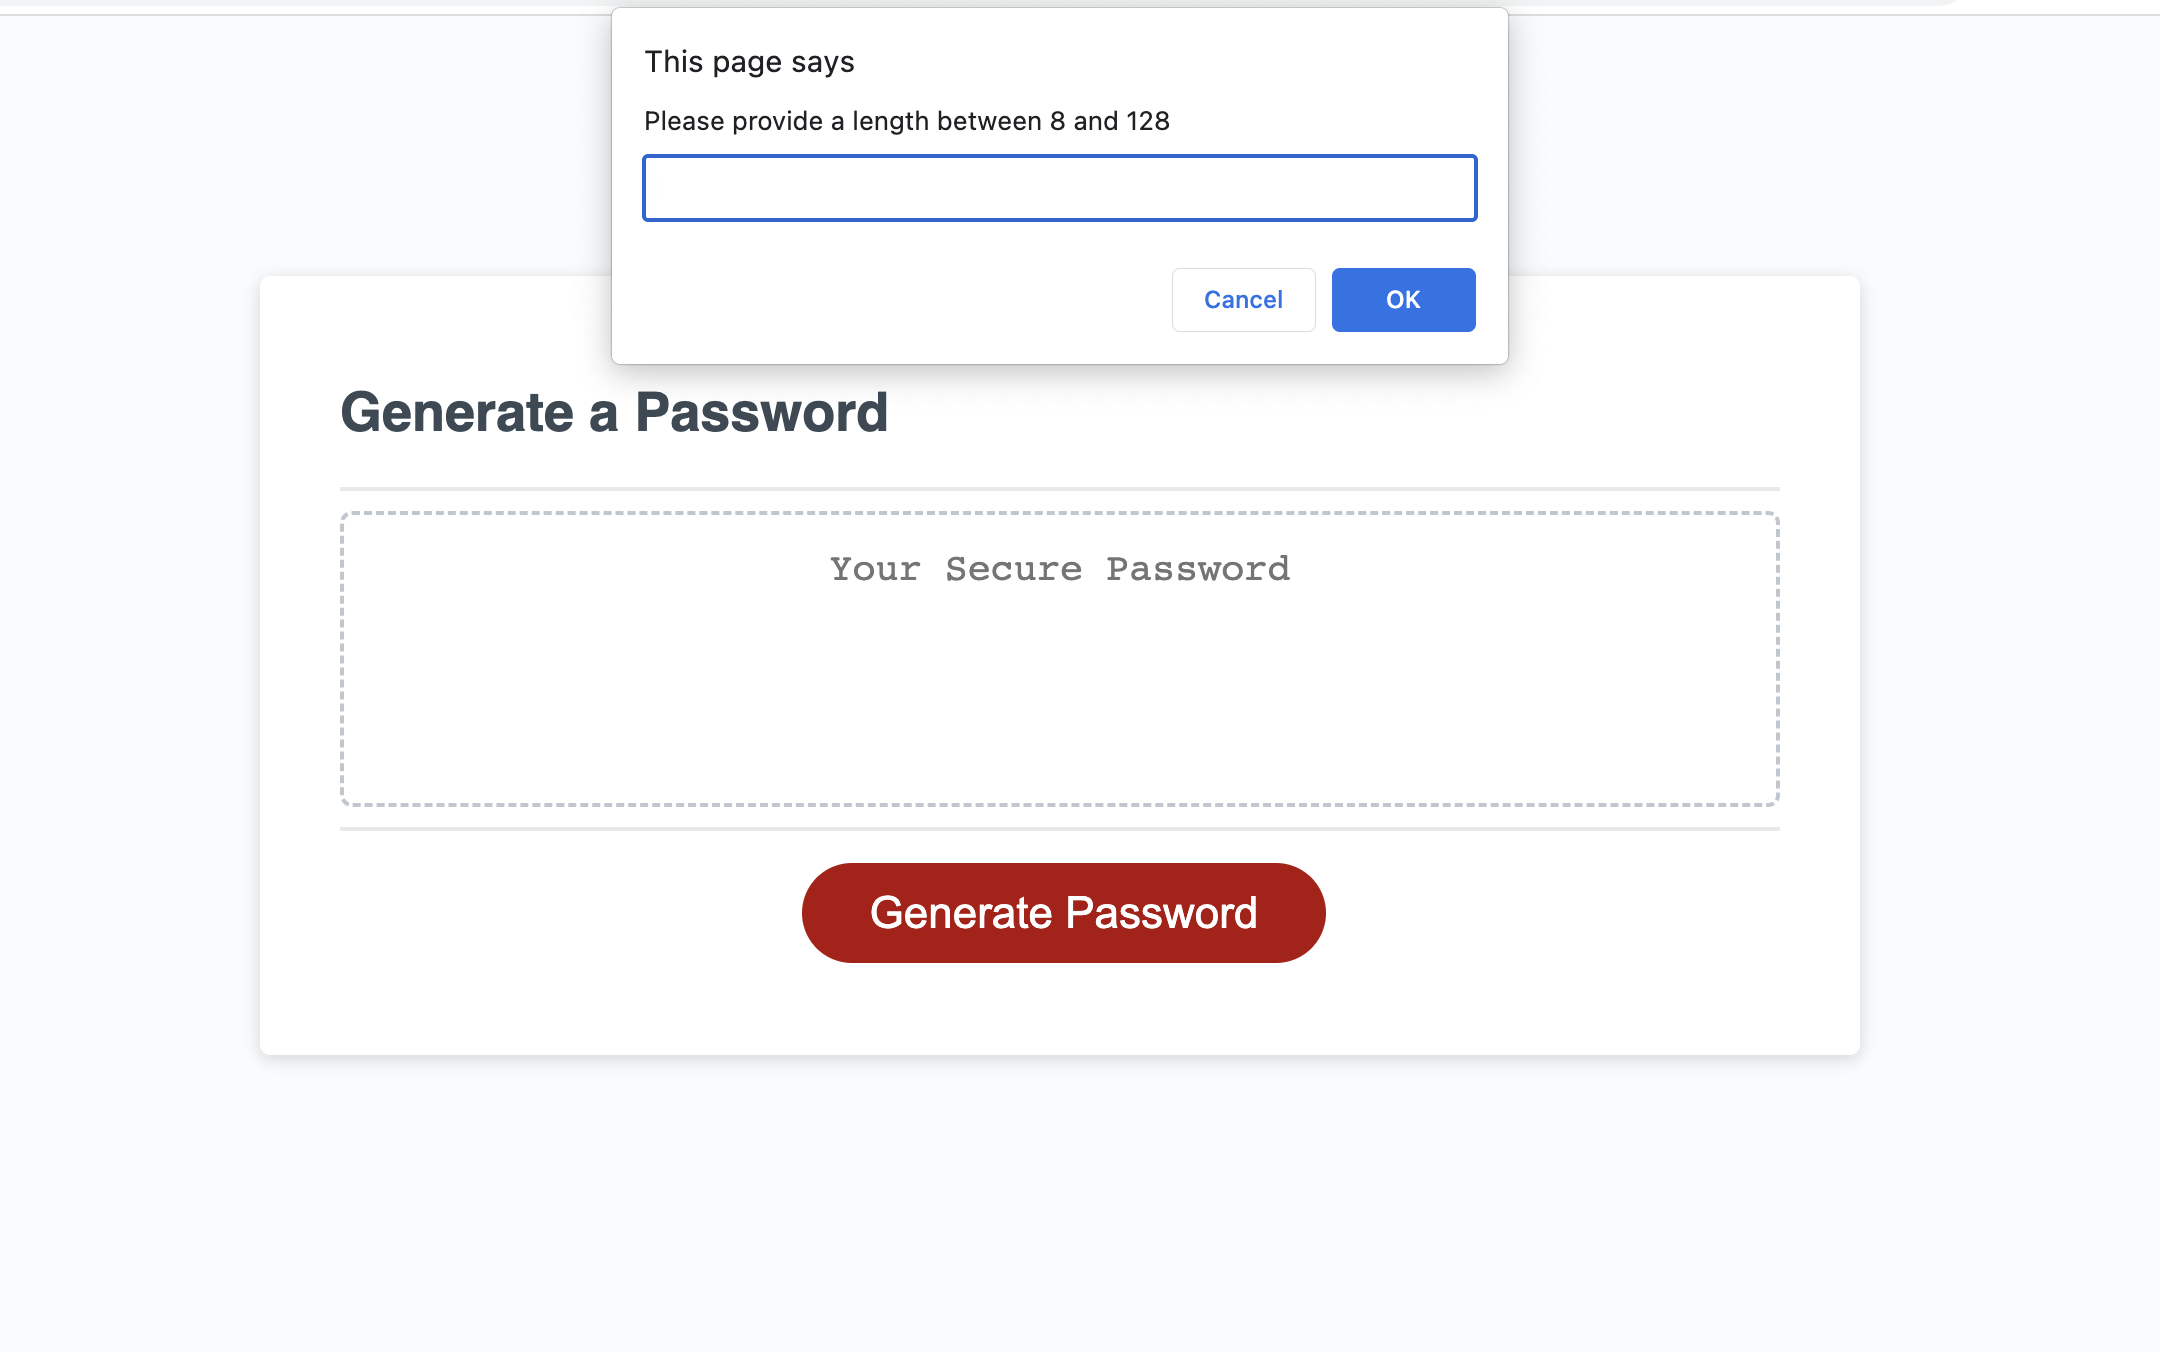 This page says
Please provide a length between 8 and 128
Cancel
OK
Generate a Password
Your Secure Password
Generate Password